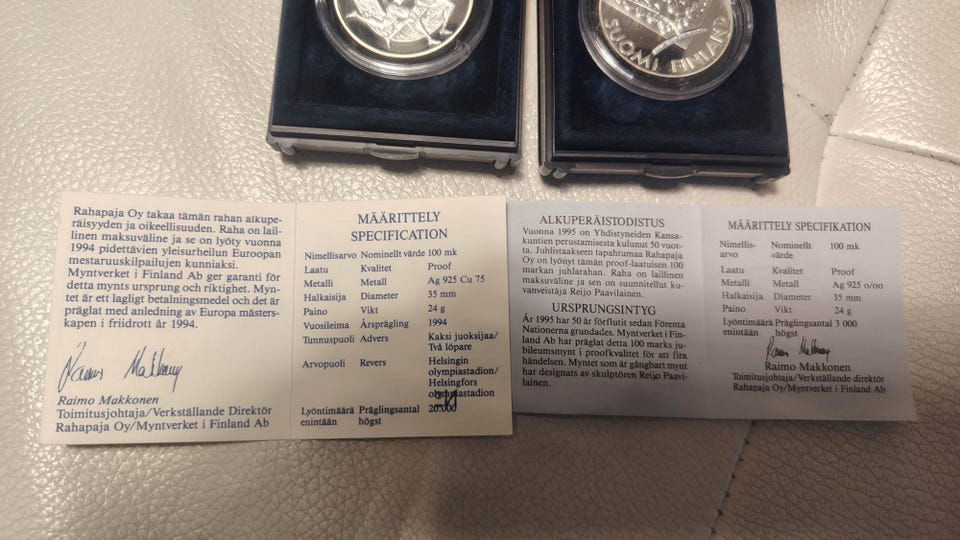 SUOMI FINLAND
Rahapaja Oy takaa tämän rahan alkupe-
räisyyden ja oikeellisuuden. Raha on lail-
linen maksuväline ja se on lyöty vuonna
1994 pidettävien yleisurheilun Euroopan
mestaruuskilpailujen kunniaksi.
Myntverket i Finland Ab ger garanti för
detta mynts ursprung och riktighet. Myn-
tet är ett lagligt betalningsmedel och det är
präglat med anledning av Europa mästers-
kapen i friidrott år 1994.
Raimo Makkonen
Raimo Makkonen
Toimitusjohtaja/Verkställande Direktör
Rahapaja Oy/Myntverket i Finland Ab
MÄÄRITTELY
SPECIFICATION
Nimellisarvo Nominellt värde 100 mk
Laatu Kvalitet Proof
Metalli Metall Ag 925 Cu 75
Halkaisija Diameter 35 mm
Paino Vikt 24 g
Vuosileima Årsprägling 1994
Tunnuspuoli Advers Kaksi juoksijaa/
Två löpare
Arvopuoli Revers Helsingin
olympiastadion/
Helsingfors
olympiastadion
Lyöntimäärä Präglingsantal 20.000
enintään högst
ALKUPERÄISTODISTUS
Vuonna 1995 on Yhdistyneiden Kansa-
kuntien perustamisesta kulunut 50 vuot-
ta. Juhlistaakseen tapahtumaa Rahapaja
Oy on lyönyt tämän proof-laatuisen 100
markan juhlarahan. Raha on laillinen
maksuväline ja sen on suunnitellut ku-
vanveistäjä Reijo Paavilainen.
URSPRUNGSINTYG
År 1995 har 50 år förflutit sedan Förenta
Nationerna grundades. Myntverket i Fin-
land Ab har präglat detta 100 marks ju-
bileumsmynt i proofkvalitet för att fira
händelsen. Myntet som är gångbart mynt
har designats av skulptören Reijo Paavi-
lainen.
MÄÄRITTELY SPECIFIKATION
Nimellis- Nominellt 100 mk
arvo värde
Laatu Kvalitet Proof
Metalli Metall Ag 925 o/oo
Halkaisija Diameter 35 mm
Paino Vikt 24 g
Lyöntimäärä Präglingsantal 3 000
enintään högst
Raimo Makkonen
Raimo Makkonen
Toimitusjohtaja/Verkställande direktör
Rahapaja Oy/Myntverket i Finland Ab